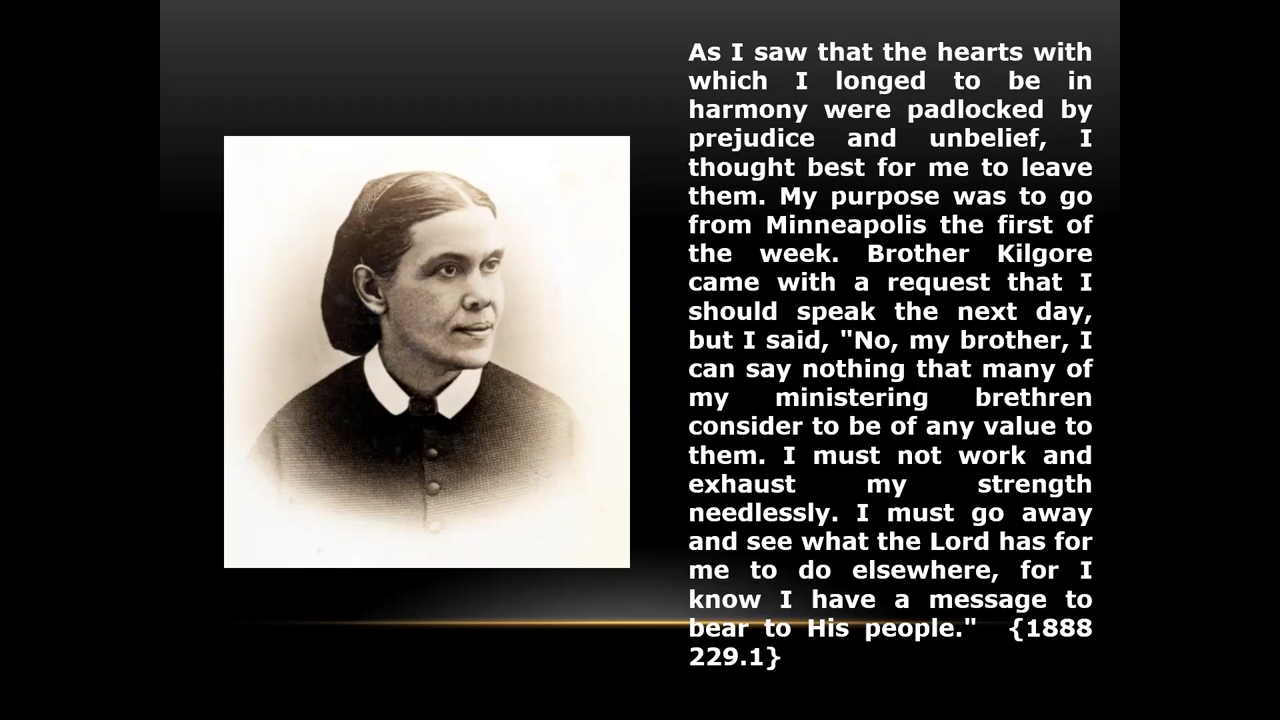 As I saw that the hearts with
which I longed to be in
harmony were padlocked by
prejudice and unbelief, I
thought best for me to leave
them. My purpose was to go
from Minneapolis the first of
the week. Brother Kilgore
came with a request that I
should speak the next day,
but I said, "No, my brother, I
can say nothing that many of
my ministering brethren
consider to be of any value to
them. I must not work and
exhaust my strength
needlessly. I must go away
and see what the Lord has for
me to do elsewhere, for I
know I have a message to
bear to His people." {1888
229.1}